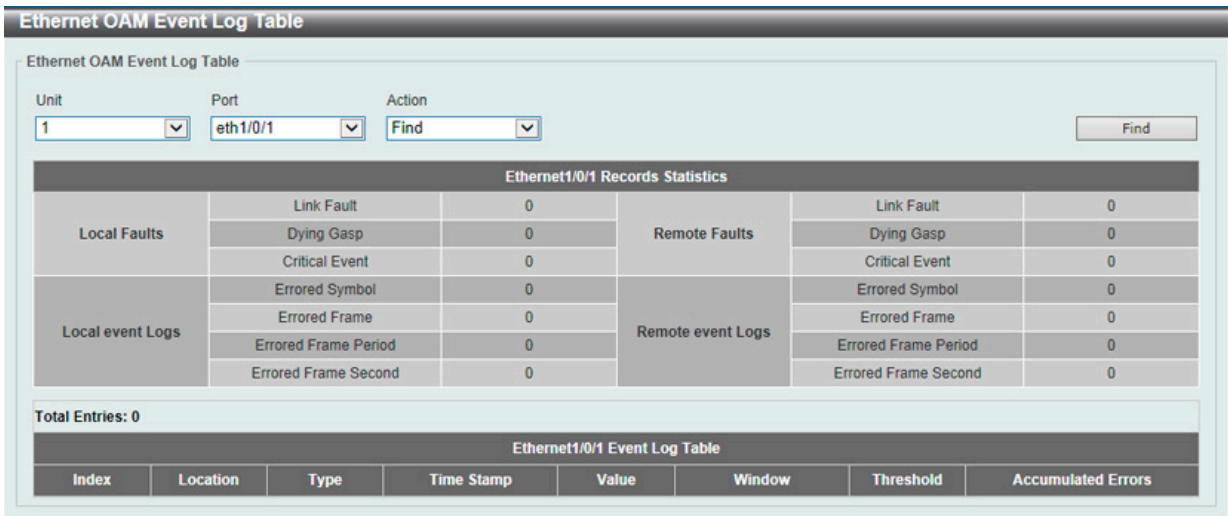 Ethernet OAM Event Log Table
Ethernet OAM Event Log Table
Unit Port Action
1 eth1/0/1 Find Find
Ethernet1/0/1 Records Statistics
Local Faults Link Fault 0 Remote Faults Link Fault 0
Dying Gasp 0 Dying Gasp 0
Critical Event 0 Critical Event 0
Local event Logs Errored Symbol 0 Remote event Logs Errored Symbol 0
Errored Frame 0 Errored Frame 0
Errored Frame Period 0 Errored Frame Period 0
Errored Frame Second 0 Errored Frame Second 0
Total Entries: 0
Ethernet1/0/1 Event Log Table
Index Location Type Time Stamp Value Window Threshold Accumulated Errors